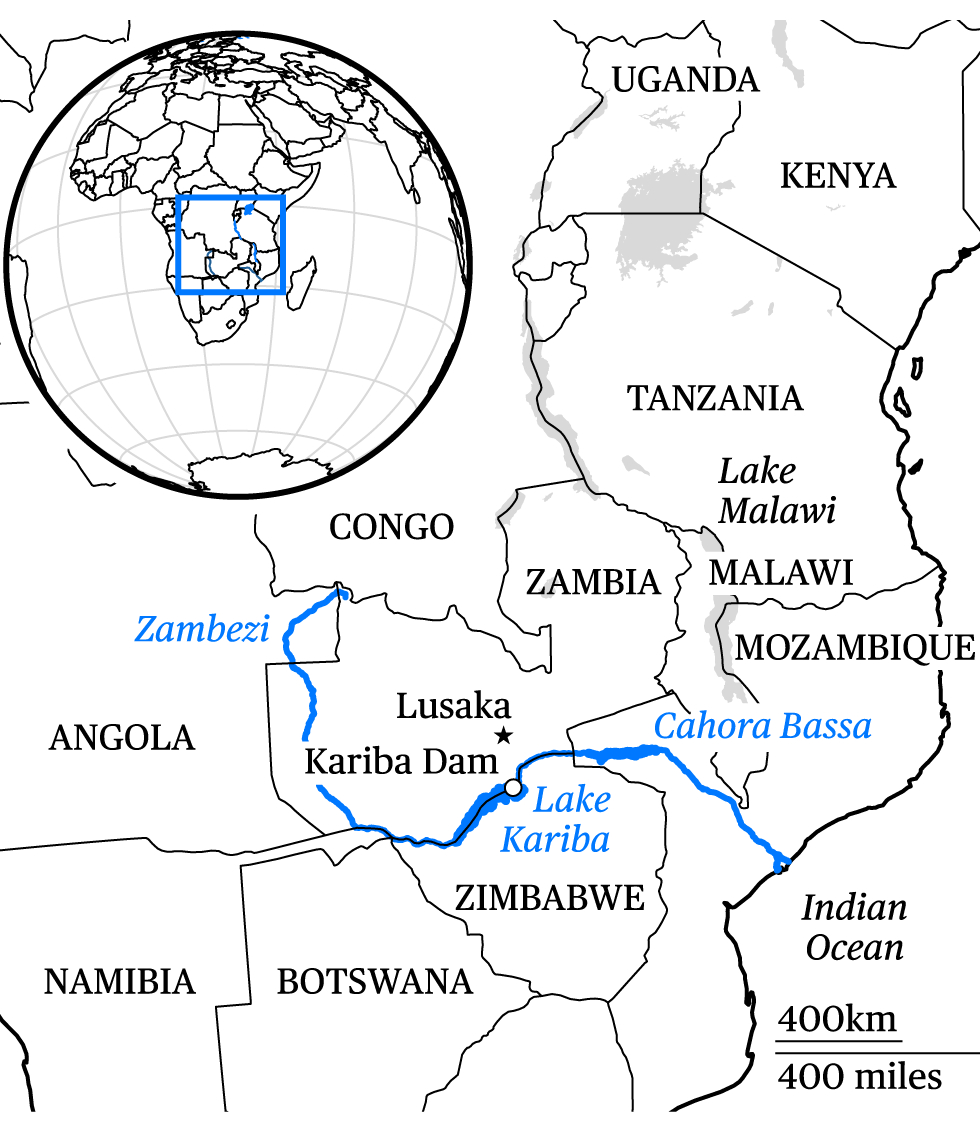 UGANDA
KENYA
TANZANIA
Lake
Malawi
CONGO
ZAMBIA
MALAWI
Zambezi
MOZAMBIQUE
Lusaka
Cahora Bassa
ANGOLA
Kariba Dam
Lake
Kariba
ZIMBABWE
Indian
Ocean
NAMIBIA
BOTSWANA
400km
400 miles